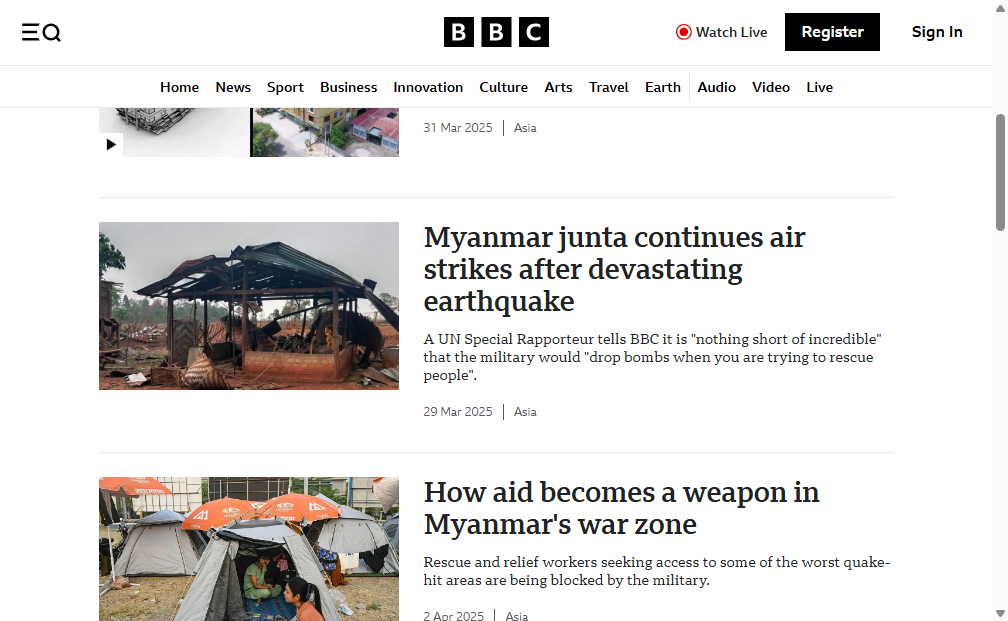 BBC
Watch Live
Register
Sign In
Home News Sport Business Innovation Culture Arts Travel Earth Audio Video Live
31 Mar 2025 | Asia
Myanmar junta continues air
strikes after devastating
earthquake
A UN Special Rapporteur tells BBC it is "nothing short of incredible"
that the military would "drop bombs when you are trying to rescue
people".
29 Mar 2025 | Asia
How aid becomes a weapon in
Myanmar's war zone
Rescue and relief workers seeking access to some of the worst quake-
hit areas are being blocked by the military.
2 Apr 2025 | Asia